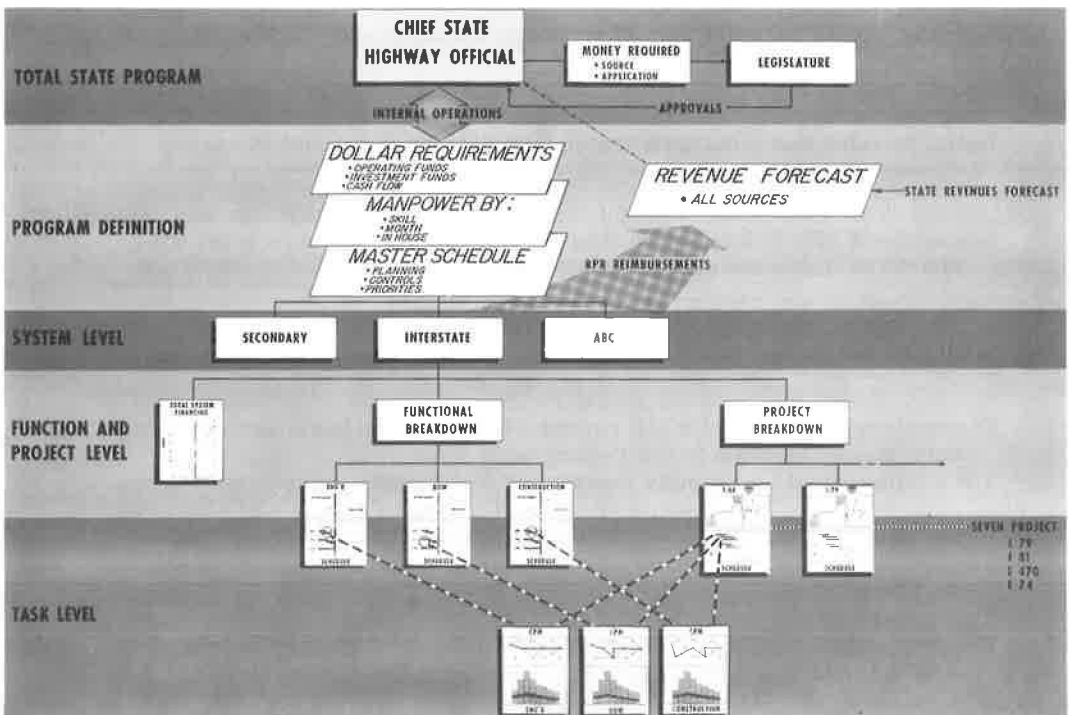 CHIEF STATE
HIGHWAY OFFICIAL
MONEY REQUIRED
• SOURCE
• APPLICATION
LEGISLATURE
TOTAL STATE PROGRAM
APPROVALS
INTERNAL OPERATIONS
DOLLAR REQUIREMENTS
• OPERATING FUNDS
• INVESTMENT FUNDS
• CASH FLOW
REVENUE FORECAST
• ALL SOURCES
STATE REVENUES FORECAST
MANPOWER BY:
• SKILL
• MONTH
• IN HOUSE
PROGRAM DEFINITION
MASTER SCHEDULE
• PLANNING
• CONTROLS
• PRIORITIES
BPR REIMBURSEMENTS
SYSTEM LEVEL
SECONDARY
INTERSTATE
ABC
TOTAL SYSTEM
FINANCING
FUNCTIONAL
BREAKDOWN
PROJECT
BREAKDOWN
FUNCTION AND
PROJECT LEVEL
ENG'R
ROW
CONSTRUCTION
I-64
I-79
SCHEDULE
SCHEDULE
SCHEDULE
SCHEDULE
SCHEDULE
SEVEN PROJECT
I 79
I 81
I 470
I 74
TASK LEVEL
CPM
CPM
CPM
ENG'R
ROW
CONSTRUCTION